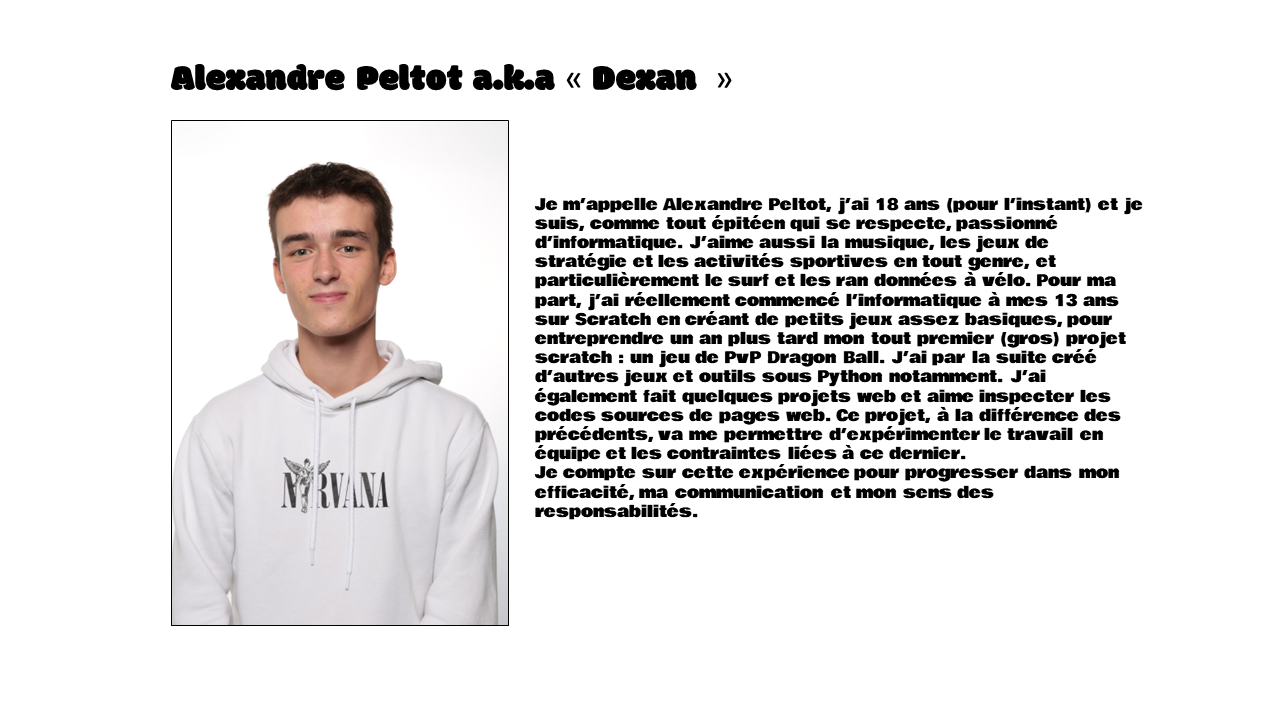 Alexandre Peltot a.k.a « Dexan  »
Je m’appelle Alexandre Peltot, j’ai 18 ans (pour l’instant) et je
suis, comme tout épitéen qui se respecte, passionné
d’informatique. J’aime aussi la musique, les jeux de
stratégie et les activités sportives en tout genre, et
particulièrement le surf et les ran données à vélo. Pour ma
part, j’ai réellement commencé l’informatique à mes 13 ans
sur Scratch en créant de petits jeux assez basiques, pour
entreprendre un an plus tard mon tout premier (gros) projet
scratch : un jeu de PvP Dragon Ball. J’ai par la suite créé
d’autres jeux et outils sous Python notamment. J’ai
également fait quelques projets web et aime inspecter les
codes sources de pages web. Ce projet, à la différence des
précédents, va me permettre d’expérimenter le travail en
équipe et les contraintes liées à ce dernier.
Je compte sur cette expérience pour progresser dans mon
efficacité, ma communication et mon sens des
responsabilités.
NIRVANA